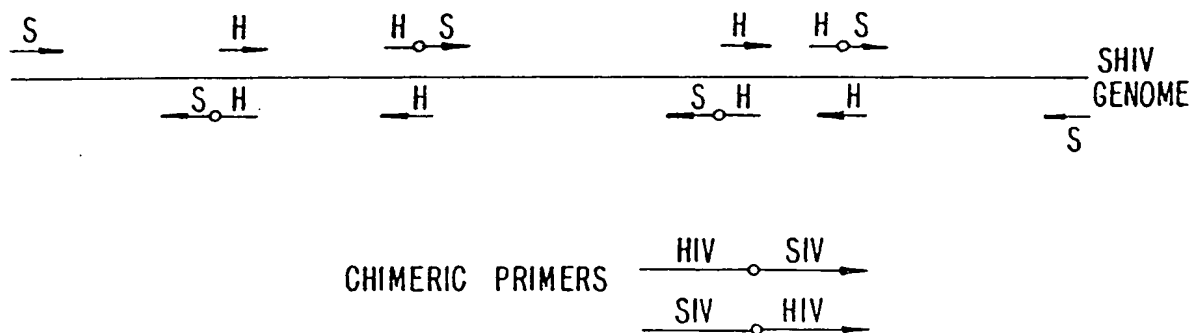 S H H S H H S
SHIV
GENOME
S H H S H H
S
HIV SIV
CHIMERIC PRIMERS
SIV HIV